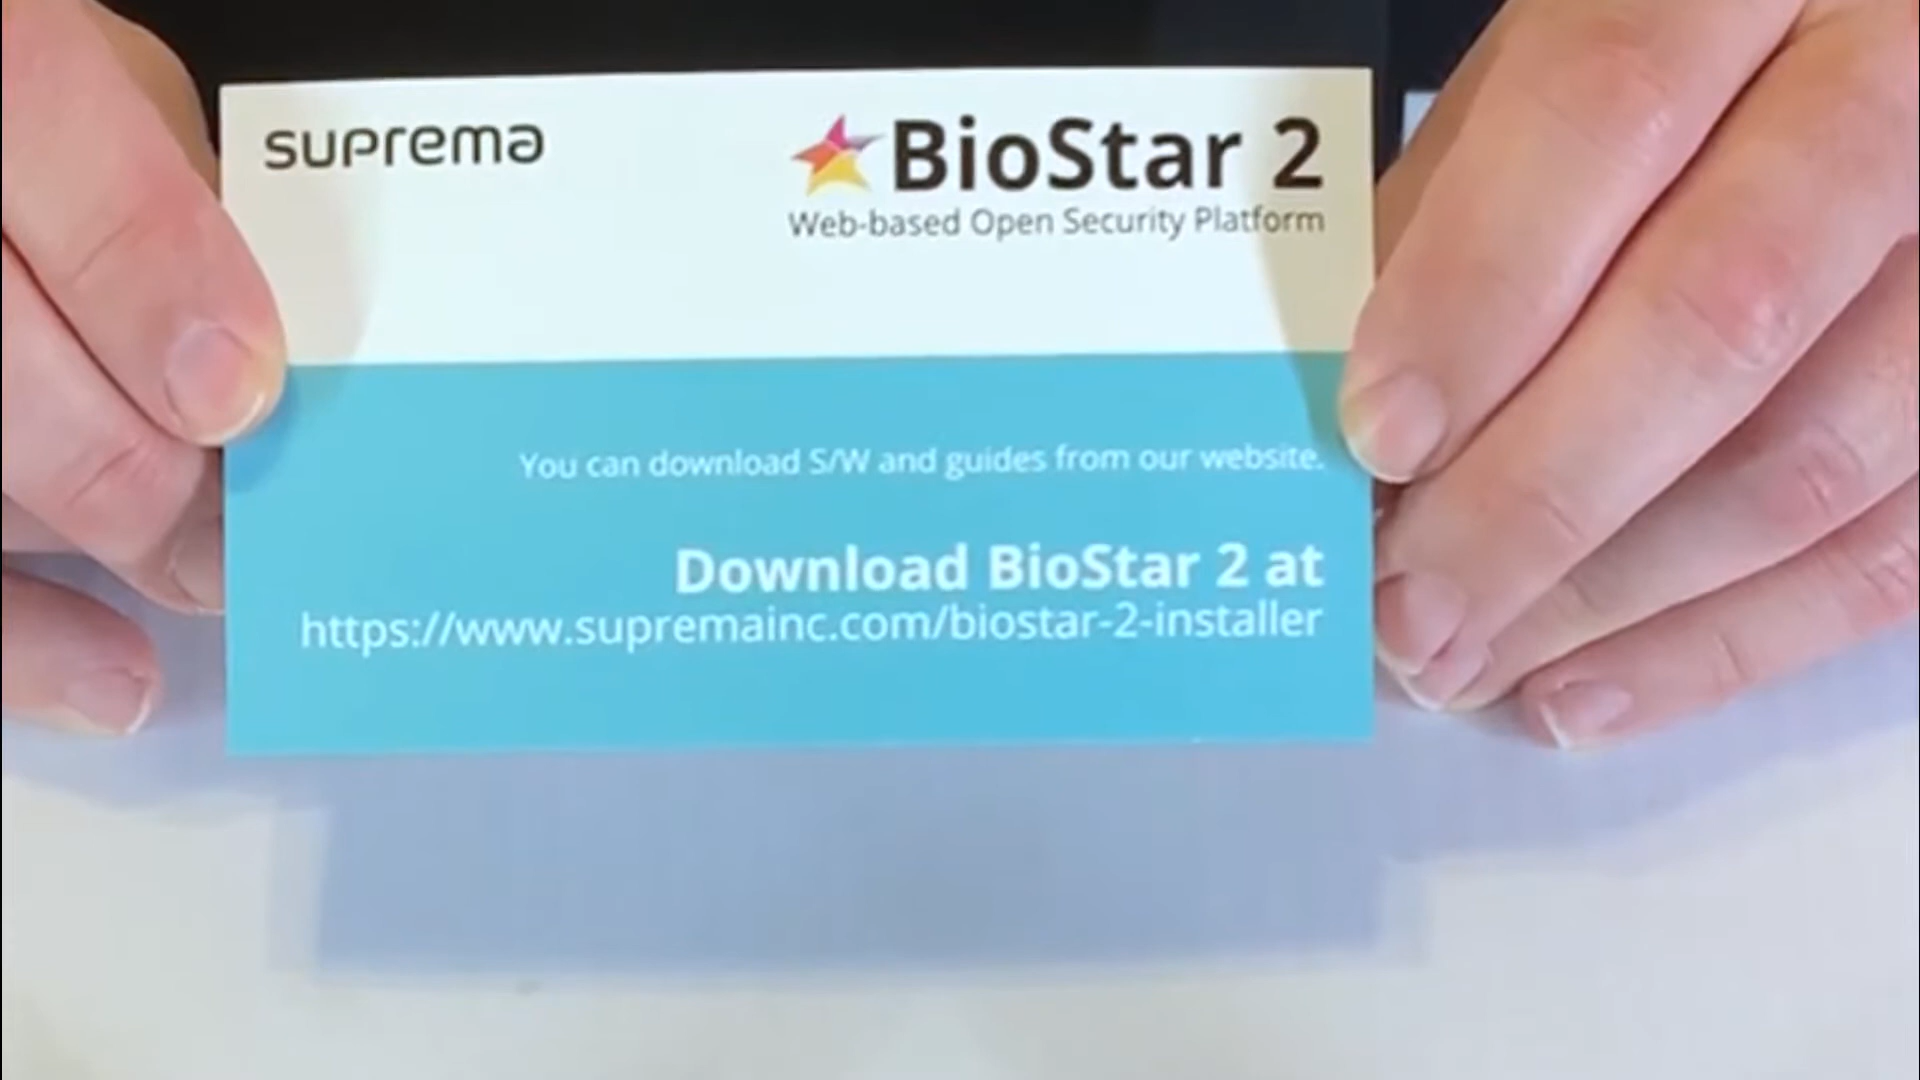 suprema
BioStar 2
Web-based Open Security Platform
You can download S/W and guides from our website.
Download BioStar 2 at
https://www.supremainc.com/biostar-2-installer